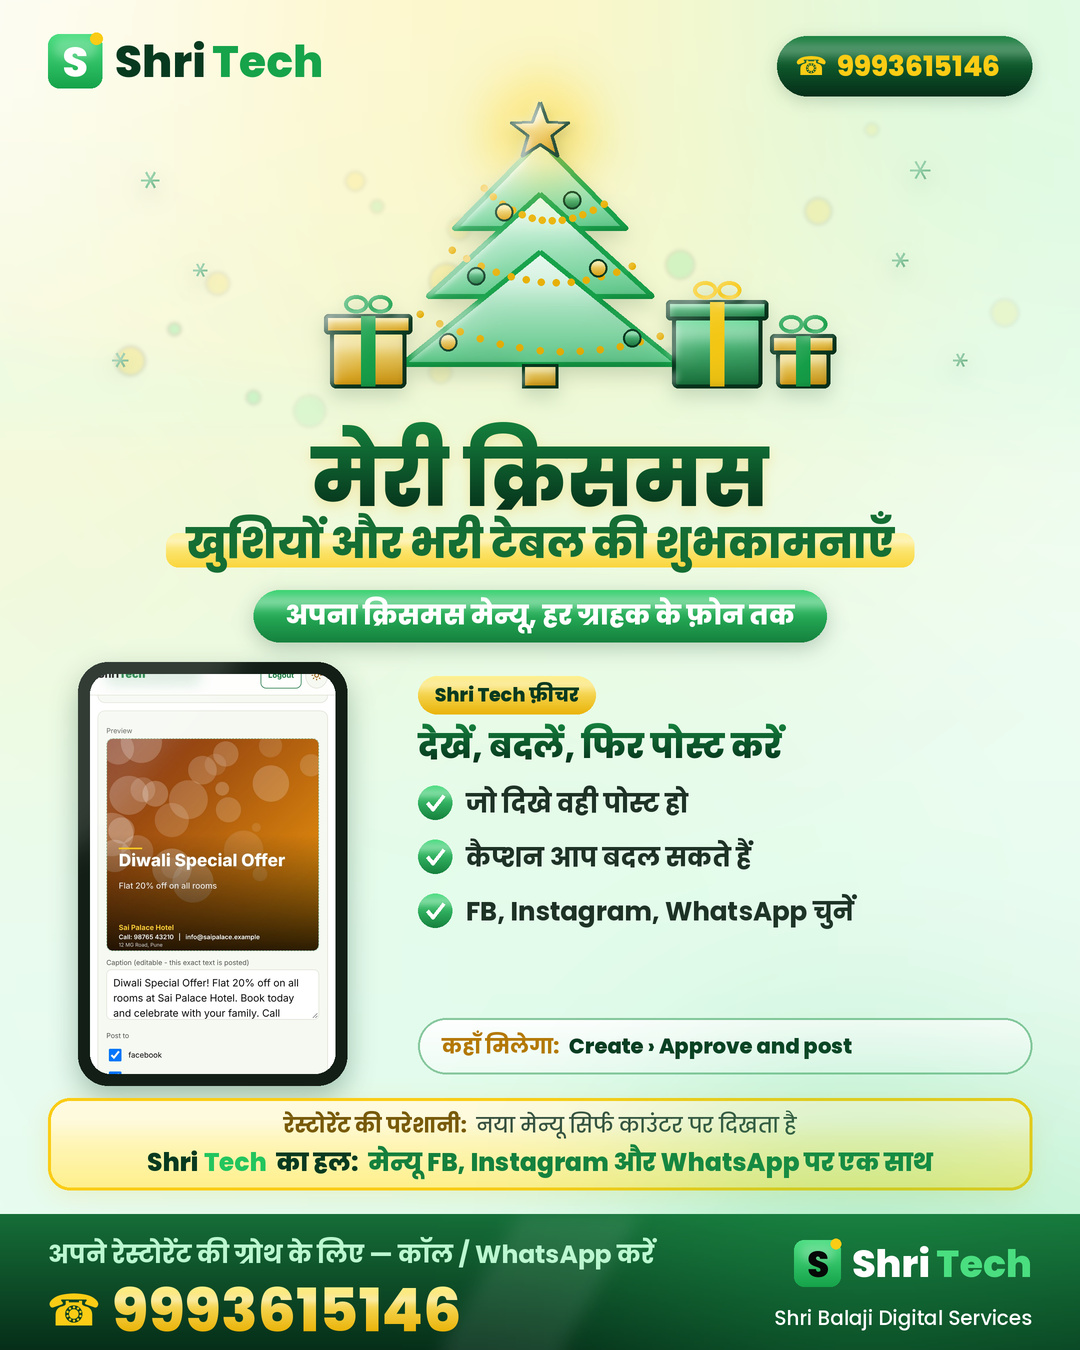 S Shri Tech
☎ 9993615146
मेरी क्रिसमस
खुशियों और भरी टेबल की शुभकामनाएँ
अपना क्रिसमस मेन्यू, हर ग्राहक के फ़ोन तक
ShriTech
Logout
Preview
Diwali Special Offer
Flat 20% off on all rooms
Sai Palace Hotel
Call: 98765 43210 | info@saipalace.example
12 MG Road, Pune
Caption (editable - this exact text is posted)
Diwali Special Offer! Flat 20% off on all
rooms at Sai Palace Hotel. Book today
and celebrate with your family. Call
Post to
facebook
Shri Tech फ़ीचर
देखें, बदलें, फिर पोस्ट करें
जो दिखे वही पोस्ट हो
कैप्शन आप बदल सकते हैं
FB, Instagram, WhatsApp चुनें
कहाँ मिलेगा: Create › Approve and post
रेस्टोरेंट की परेशानी: नया मेन्यू सिर्फ काउंटर पर दिखता है
Shri Tech का हल: मेन्यू FB, Instagram और WhatsApp पर एक साथ
अपने रेस्टोरेंट की ग्रोथ के लिए — कॉल / WhatsApp करें
☎ 9993615146
S Shri Tech
Shri Balaji Digital Services